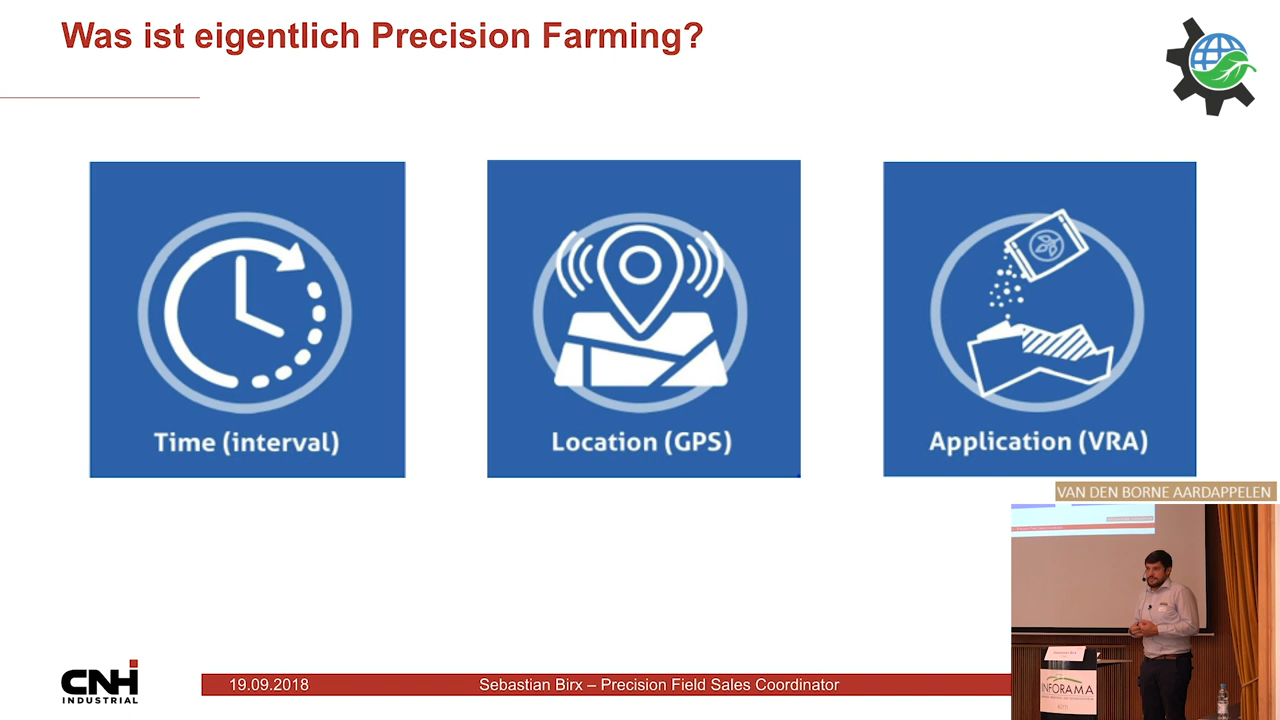 Was ist eigentlich Precision Farming?
Time (interval)
Location (GPS)
Application (VRA)
VAN DEN BORNE AARDAPPELEN
CNH
INDUSTRIAL
19.09.2018
Sebastian Birx – Precision Field Sales Coordinator
INFORAMA